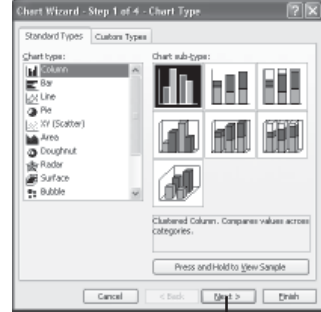 Chart Wizard - Step 1 of 4 - Chart Type
Standard Types
Custom Types
Chart type:
Column
Bar
Line
Pie
XY (Scatter)
Area
Doughnut
Radar
Surface
Bubble
Chart sub-type:
Clustered Column. Compares values across
categories.
Press and Hold to View Sample
Cancel
< Back
Next >
Finish